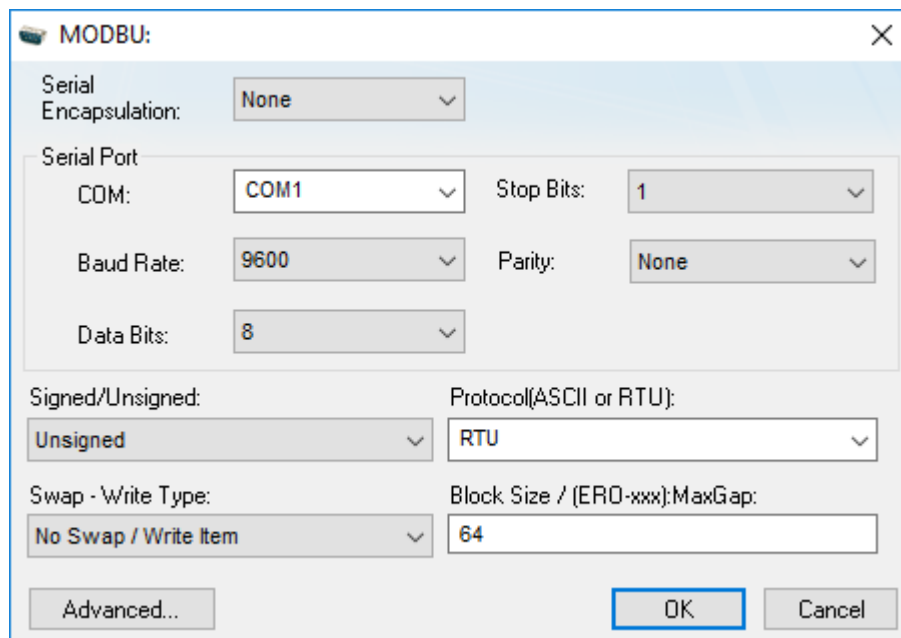 MODBU:
Serial
Encapsulation:
None
Serial Port
COM:
COM1
Stop Bits:
1
Baud Rate:
9600
Parity:
None
Data Bits:
8
Signed/Unsigned:
Protocol(ASCII or RTU):
Unsigned
RTU
Swap - Write Type:
Block Size / (ERO-xxx):MaxGap:
No Swap / Write Item
64
Advanced...
OK
Cancel